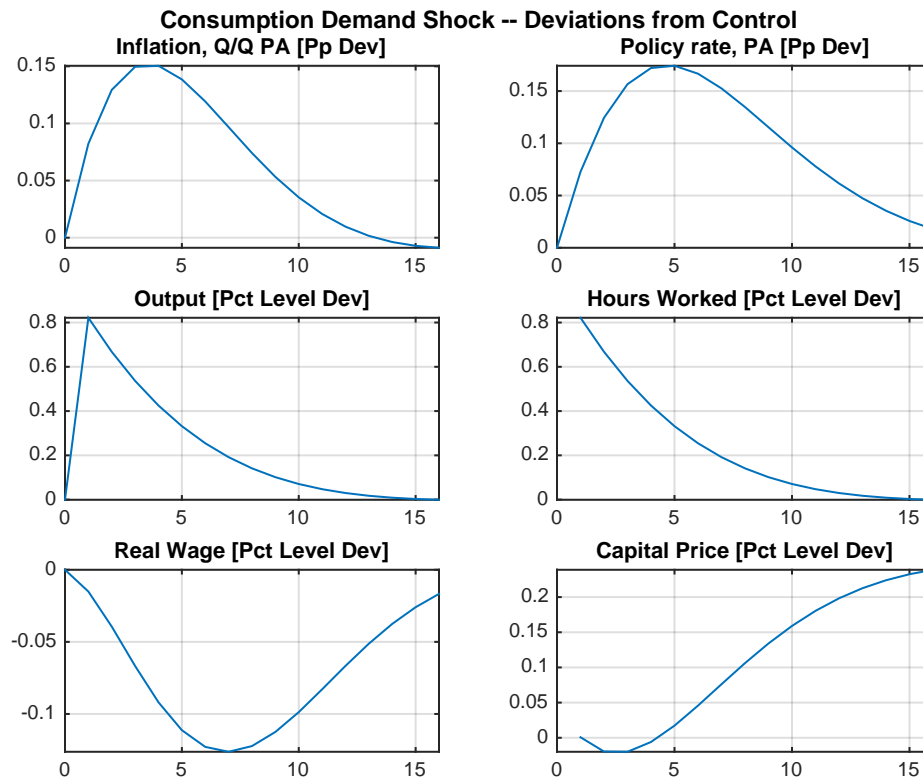 Consumption Demand Shock -- Deviations from Control
Inflation, Q/Q PA [Pp Dev]
0.15
0.1
0.05
0
0 5 10 15
Policy rate, PA [Pp Dev]
0.15
0.1
0.05
0
0 5 10 15
Output [Pct Level Dev]
0.8
0.6
0.4
0.2
0
0 5 10 15
Hours Worked [Pct Level Dev]
0.8
0.6
0.4
0.2
0
0 5 10 15
Real Wage [Pct Level Dev]
0
-0.05
-0.1
0 5 10 15
Capital Price [Pct Level Dev]
0.2
0.15
0.1
0.05
0
0 5 10 15